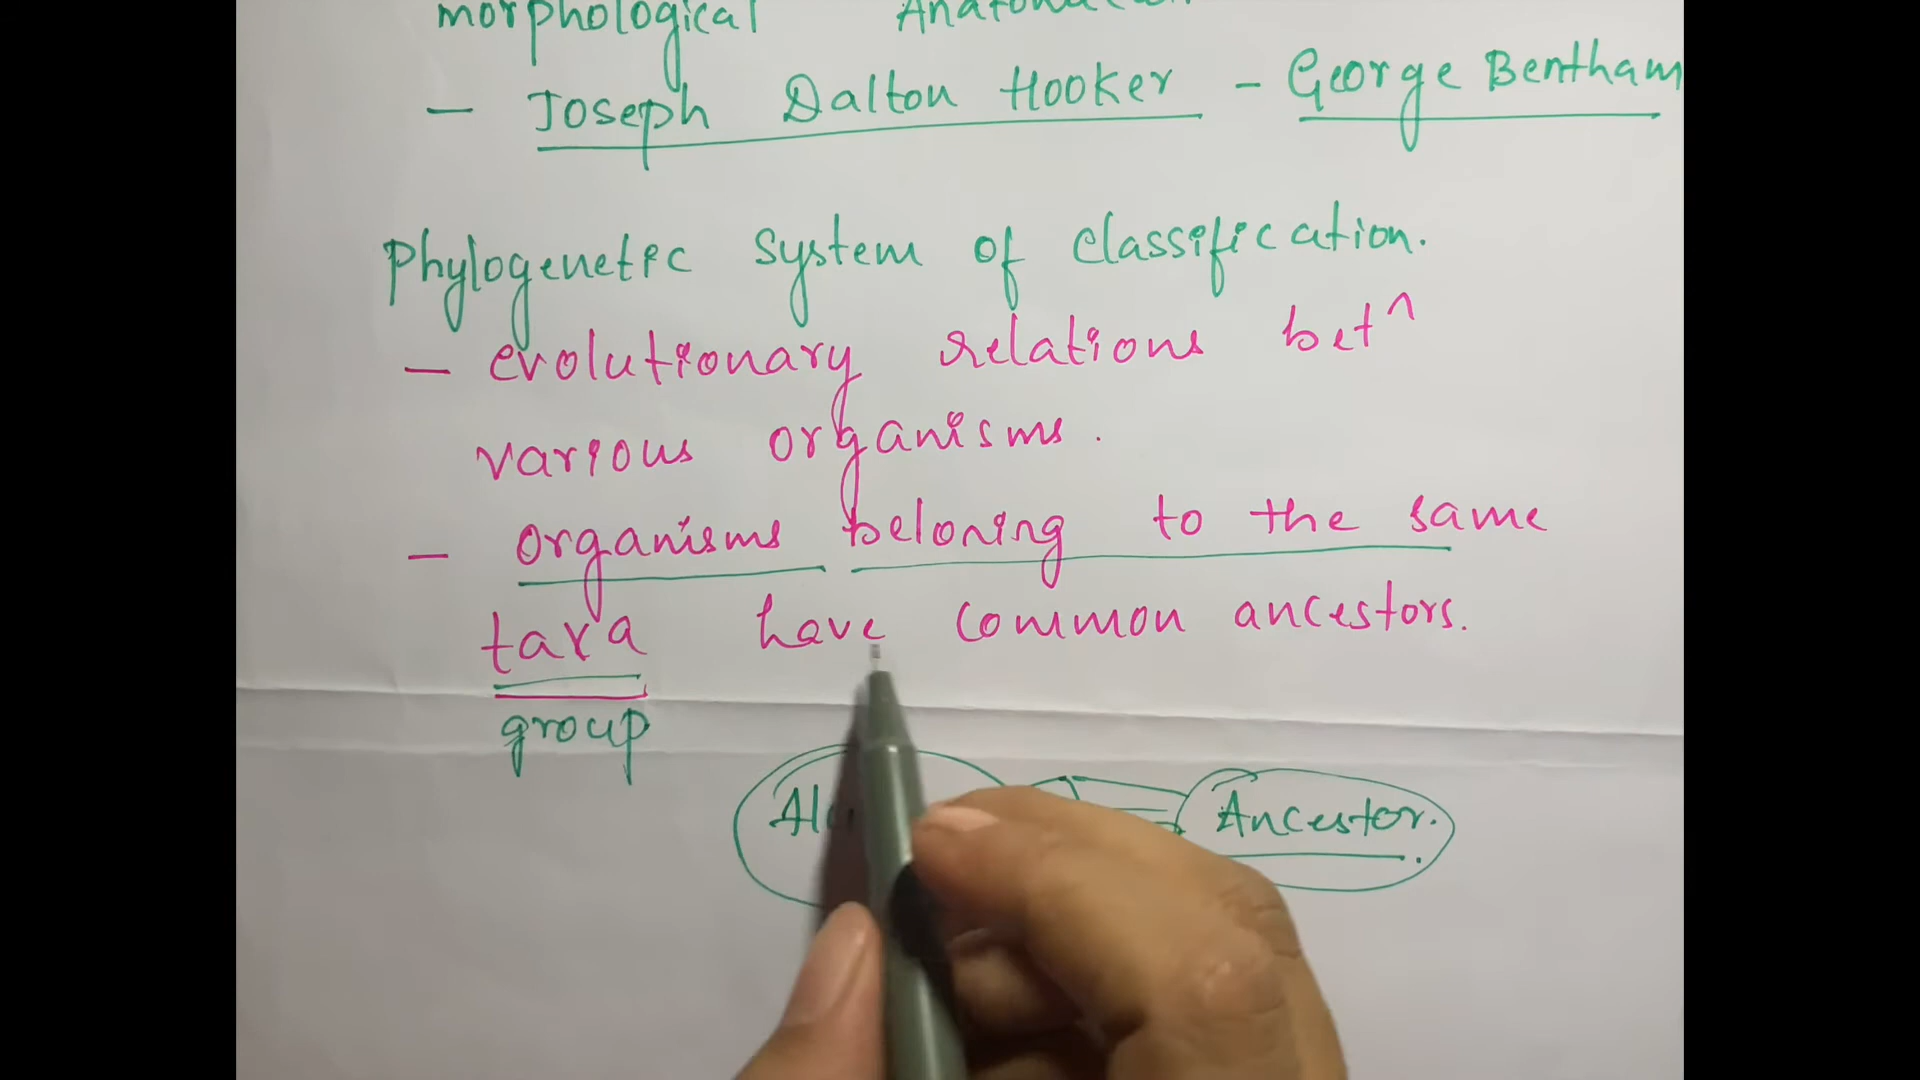 morphological
- Joseph Dalton Hooker - George Bentham
Phylogenetic system of classification.
- evolutionary relations bet^
various organisms.
- organisms beloning to the same
taxa have common ancestors.
group
Ancestor.